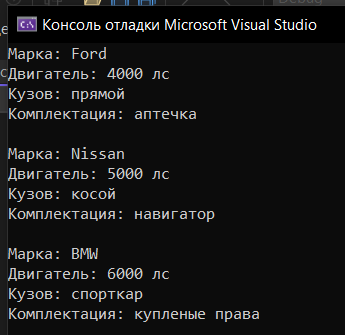 Консоль отладки Microsoft Visual Studio
Марка: Ford
Двигатель: 4000 лс
Кузов: прямой
Комплектация: аптечка
Марка: Nissan
Двигатель: 5000 лс
Кузов: косой
Комплектация: навигатор
Марка: BMW
Двигатель: 6000 лс
Кузов: спорткар
Комплектация: купленые права